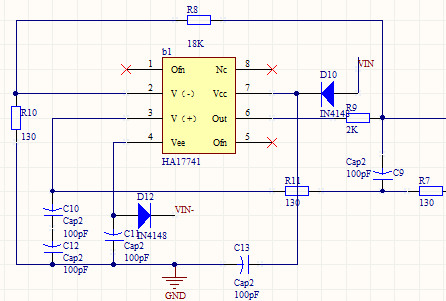 R8
18K
b1
1
Ofn
Nc
8
2
V (-)
Vcc
7
3
V (+)
Out
6
4
Vee
Ofn
5
HA17741
D10
VIN
IN4148
R9
2K
R10
130
Cap2
100pF
C9
R11
130
R7
130
C10
Cap2
100pF
C12
Cap2
100pF
D12
VIN-
IN4148
Cap2
100pF
C13
Cap2
100pF
GND